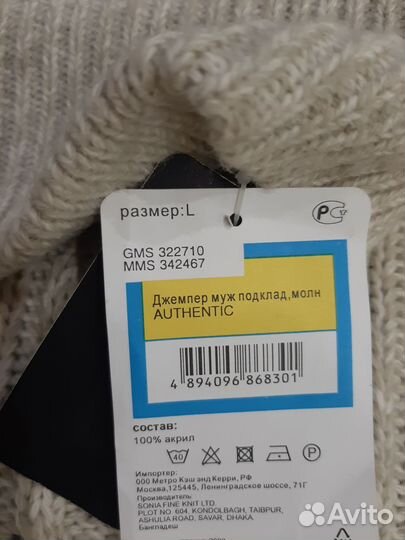 размер:L
РС 17
GMS 322710
MMS 342467
Джемпер муж подклад,молн
AUTHENTIC
4 894096 868301
состав:
100% акрил
40
P
Импортер:
ООО Метро Кэш энд Керри, РФ
Москва,125445, Ленинградское шоссе, 71Г
Производитель
SONIA FINE KNIT LTD.
PLOT NO. 604, KONDOLBAGH, TAIBPUR,
ASHULIA ROAD, SAVAR, DHAKA.
Бангладеш
Avito